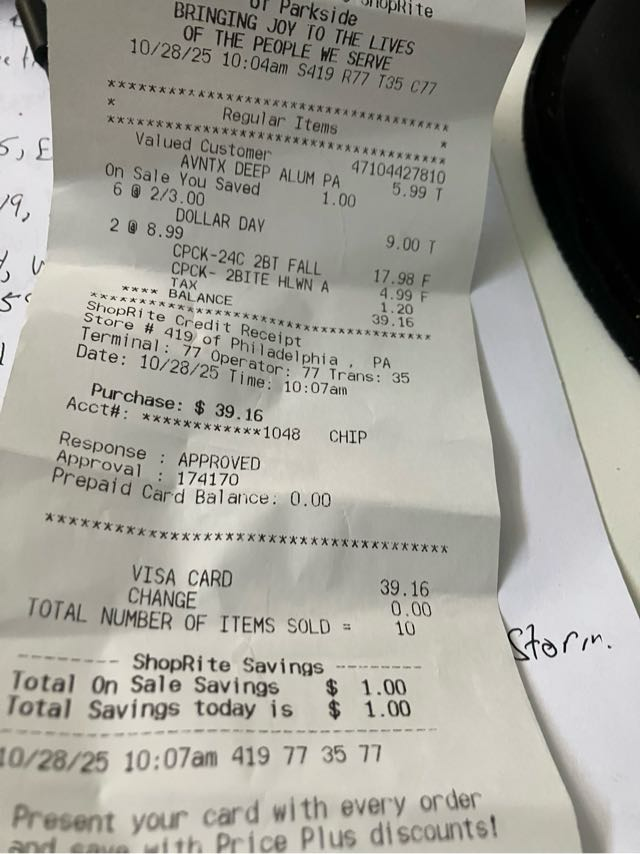 of Parkside
ShopRite
BRINGING JOY TO THE LIVES
OF THE PEOPLE WE SERVE
10/28/25 10:04am S419 R77 T35 C77
************************************
* Regular Items *
************************************
Valued Customer 47104427810
AVNTX DEEP ALUM PA 5.99 T
On Sale You Saved 1.00
6 @ 2/3.00
DOLLAR DAY 9.00 T
2 @ 8.99
CPCK-24C 2BT FALL 17.98 F
CPCK- 2BITE HLWN A 4.99 F
TAX 1.20
**** BALANCE 39.16
************************************
ShopRite Credit Receipt
Store # 419 of Philadelphia , PA
Terminal: 77 Operator: 77 Trans: 35
Date: 10/28/25 Time: 10:07am
Purchase: $ 39.16
Acct#: ************1048 CHIP
Response : APPROVED
Approval : 174170
Prepaid Card Balance: 0.00
************************************
VISA CARD 39.16
CHANGE 0.00
TOTAL NUMBER OF ITEMS SOLD = 10
-------- ShopRite Savings --------
Total On Sale Savings $ 1.00
Total Savings today is $ 1.00
10/28/25 10:07am 419 77 35 77
Present your card with every order
and save with Price Plus discounts!
Storm.